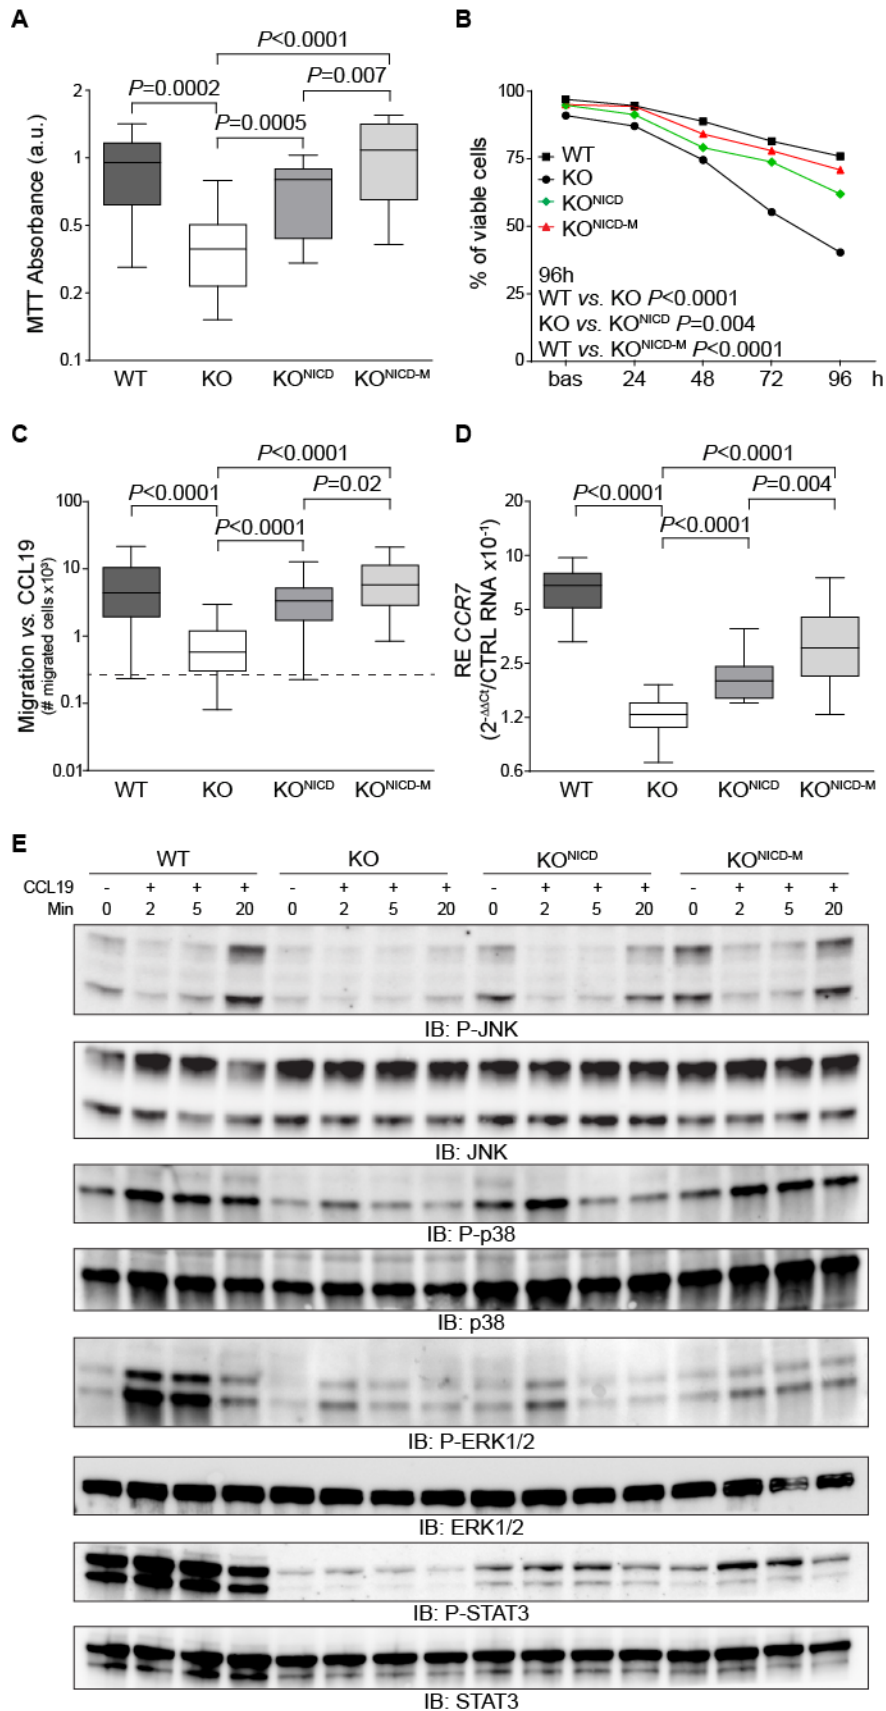 A
P<0.0001
P=0.0002
P=0.007
P=0.0005
MTT Absorbance (a.u.)
2
1
0.5
0.2
0.1
WT KO KO^NICD KO^NICD-M
B
% of viable cells
100
75
50
25
0
WT
KO
KO^NICD
KO^NICD-M
96h
WT vs. KO P<0.0001
KO vs. KO^NICD P=0.004
WT vs. KO^NICD-M P<0.0001
bas 24 48 72 96 h
C
P<0.0001
P<0.0001
P=0.02
P<0.0001
Migration vs. CCL19
(# migrated cells x10³)
100
10
1
0.1
0.01
WT KO KO^NICD KO^NICD-M
D
P<0.0001
P<0.0001
P=0.004
P<0.0001
RE CCR7
(2^-ΔΔCt/CTRL RNA x10⁻¹)
20
10
5
2.5
1.2
0.6
WT KO KO^NICD KO^NICD-M
E
WT KO KO^NICD KO^NICD-M
CCL19 - + + + - + + + - + + + - + + +
Min 0 2 5 20 0 2 5 20 0 2 5 20 0 2 5 20
IB: P-JNK
IB: JNK
IB: P-p38
IB: p38
IB: P-ERK1/2
IB: ERK1/2
IB: P-STAT3
IB: STAT3